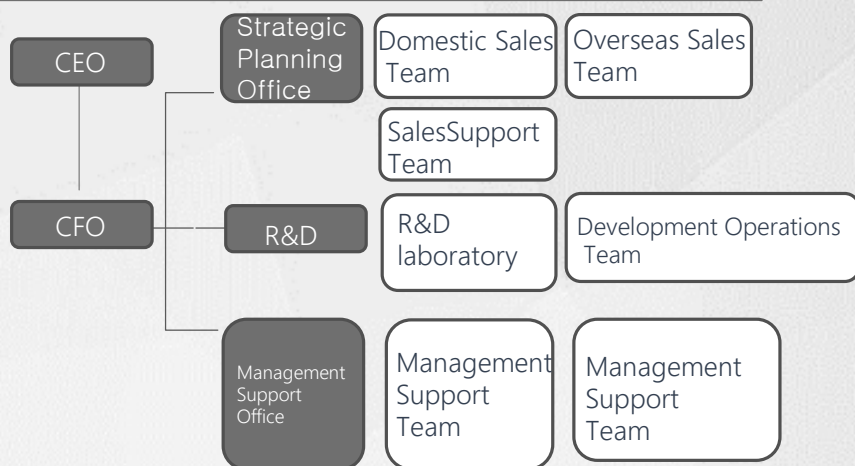 CEO
Strategic
Planning
Office
Domestic Sales
Team
Overseas Sales
Team
SalesSupport
Team
CFO
R&D
R&D
laboratory
Development Operations
Team
Management
Support
Office
Management
Support
Team
Management
Support
Team